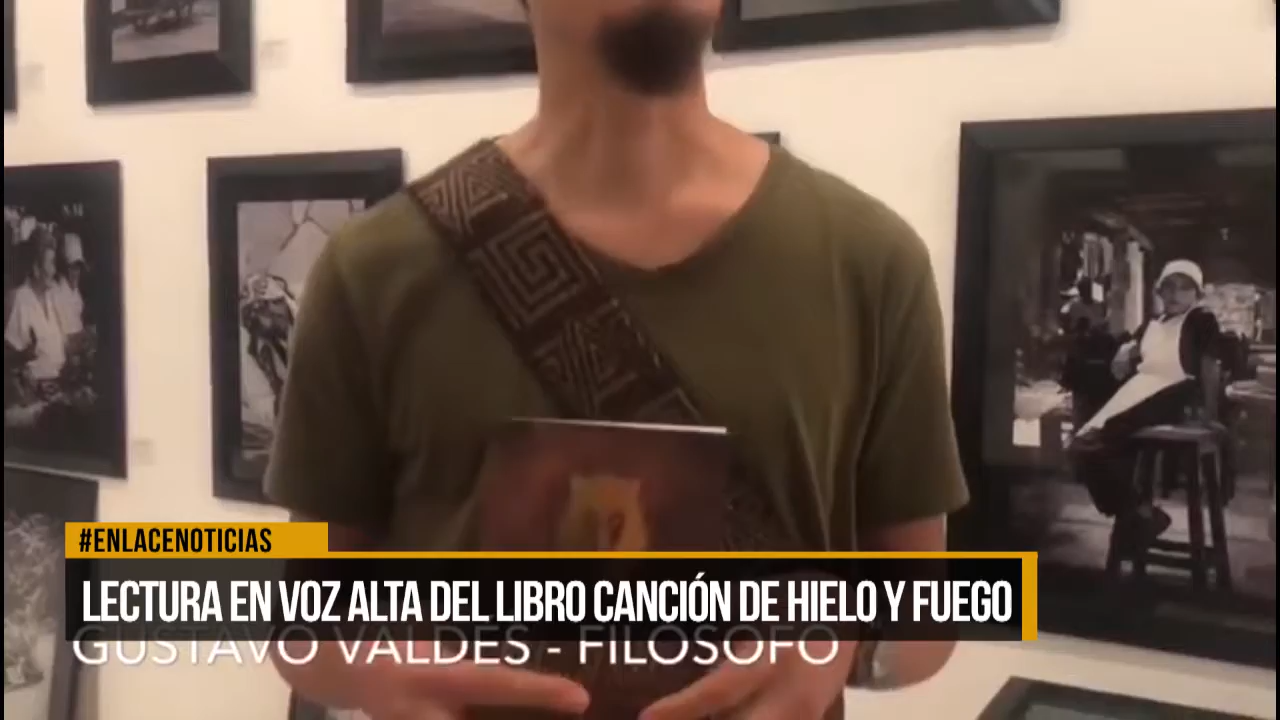 #ENLACENOTICIAS
LECTURA EN VOZ ALTA DEL LIBRO CANCIÓN DE HIELO Y FUEGO
GUSTAVO VALDES - FILOSOFO